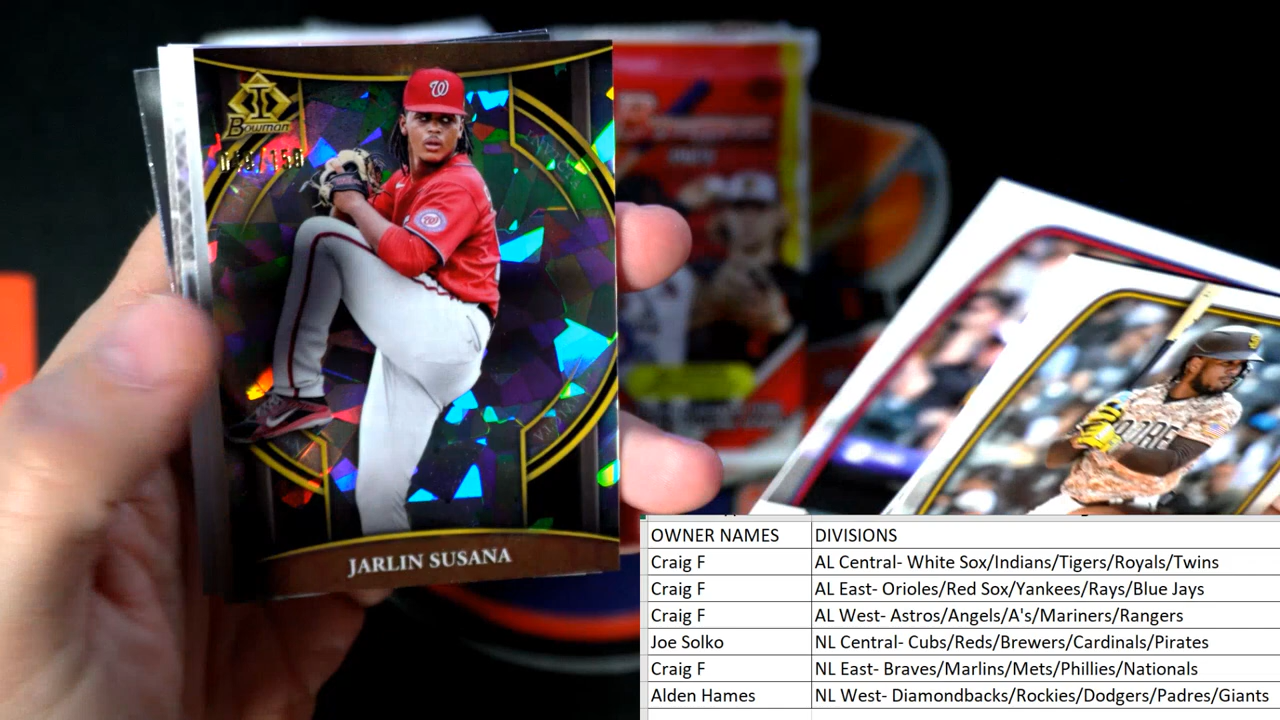 Bowman
JARLIN SUSANA
W
OWNER NAMES DIVISIONS
Craig F AL Central- White Sox/Indians/Tigers/Royals/Twins
Craig F AL East- Orioles/Red Sox/Yankees/Rays/Blue Jays
Craig F AL West- Astros/Angels/A's/Mariners/Rangers
Joe Solko NL Central- Cubs/Reds/Brewers/Cardinals/Pirates
Craig F NL East- Braves/Marlins/Mets/Phillies/Nationals
Alden Hames NL West- Diamondbacks/Rockies/Dodgers/Padres/Giants